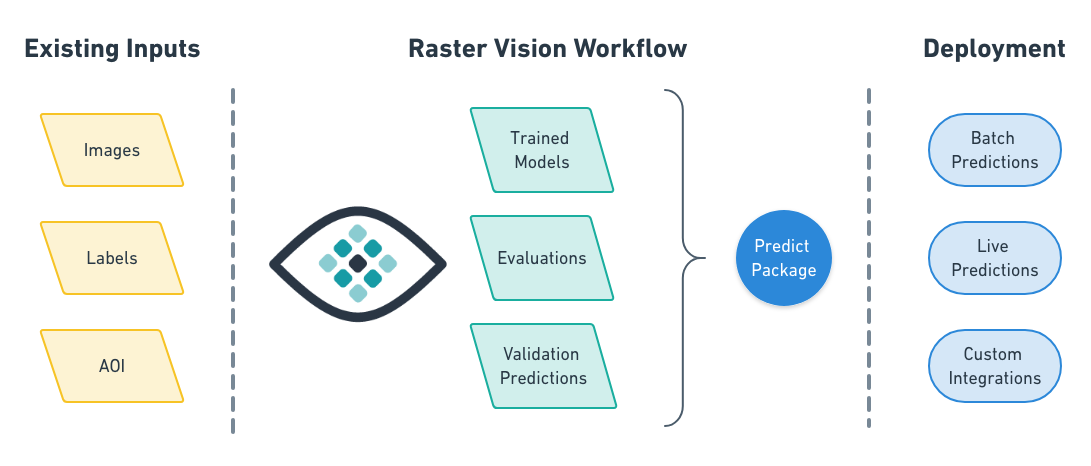 Existing Inputs
Images
Labels
AOI
Raster Vision Workflow
Trained
Models
Evaluations
Validation
Predictions
Predict
Package
Deployment
Batch
Predictions
Live
Predictions
Custom
Integrations